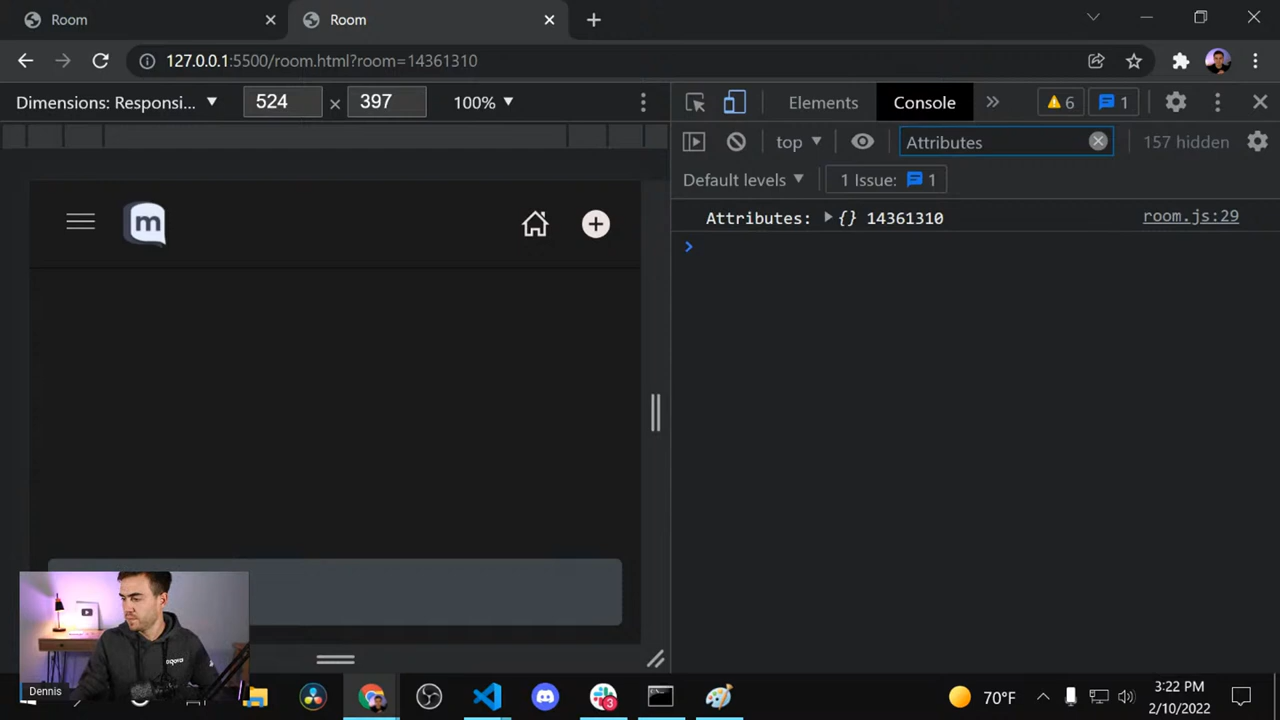 Room
Room
127.0.0.1:5500/room.html?room=14361310
Dimensions: Responsi... ▼ 524 × 397 100% ▼
Elements Console » 6 1
top ▼ Attributes 157 hidden
Default levels ▼ 1 Issue: 1
Attributes: ▶ {} 14361310 room.js:29
>
m
Dennis
3
70°F
3:22 PM
2/10/2022